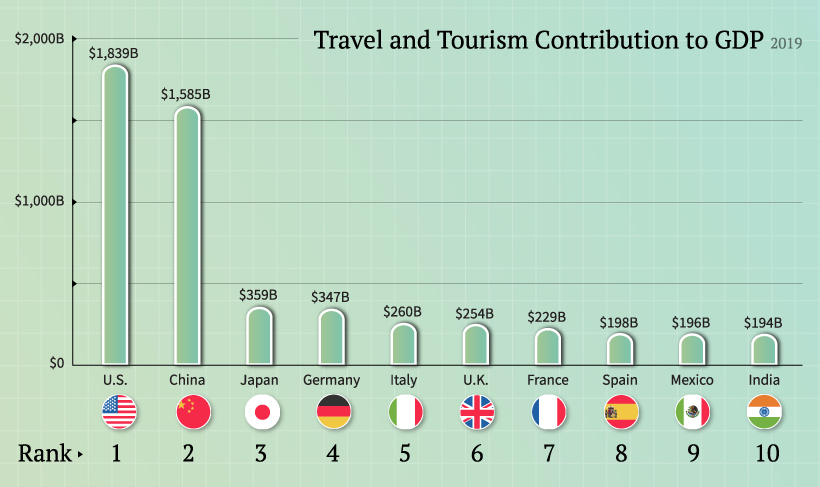 Travel and Tourism Contribution to GDP 2019
$2,000B
$1,000B
$0
$1,839B
$1,585B
$359B
$347B
$260B
$254B
$229B
$198B
$196B
$194B
U.S. China Japan Germany Italy U.K. France Spain Mexico India
Rank 1 2 3 4 5 6 7 8 9 10